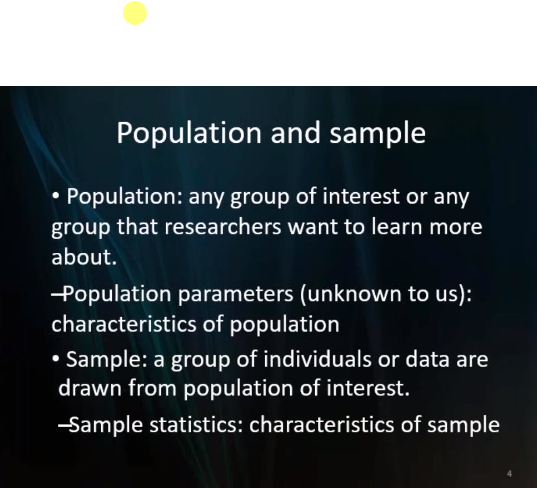 Population and sample
• Population: any group of interest or any
group that researchers want to learn more
about.
–Population parameters (unknown to us):
characteristics of population
• Sample: a group of individuals or data are
drawn from population of interest.
–Sample statistics: characteristics of sample
4